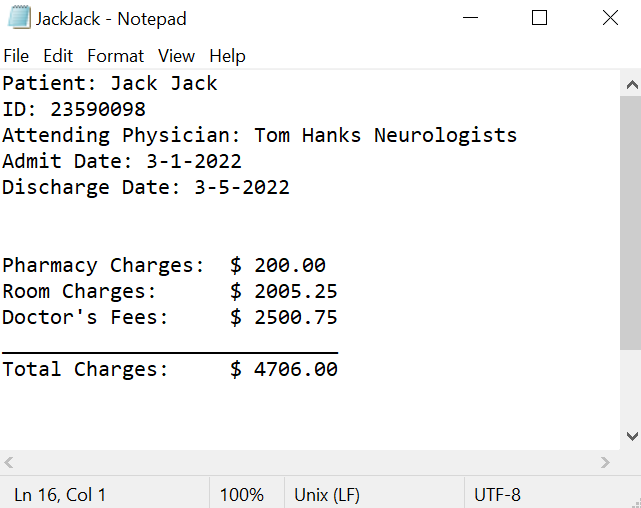 JackJack - Notepad
File Edit Format View Help
Patient: Jack Jack
ID: 23590098
Attending Physician: Tom Hanks Neurologists
Admit Date: 3-1-2022
Discharge Date: 3-5-2022
Pharmacy Charges:  $ 200.00
Room Charges:      $ 2005.25
Doctor's Fees:     $ 2500.75
____________________________
Total Charges:     $ 4706.00
Ln 16, Col 1 100% Unix (LF) UTF-8